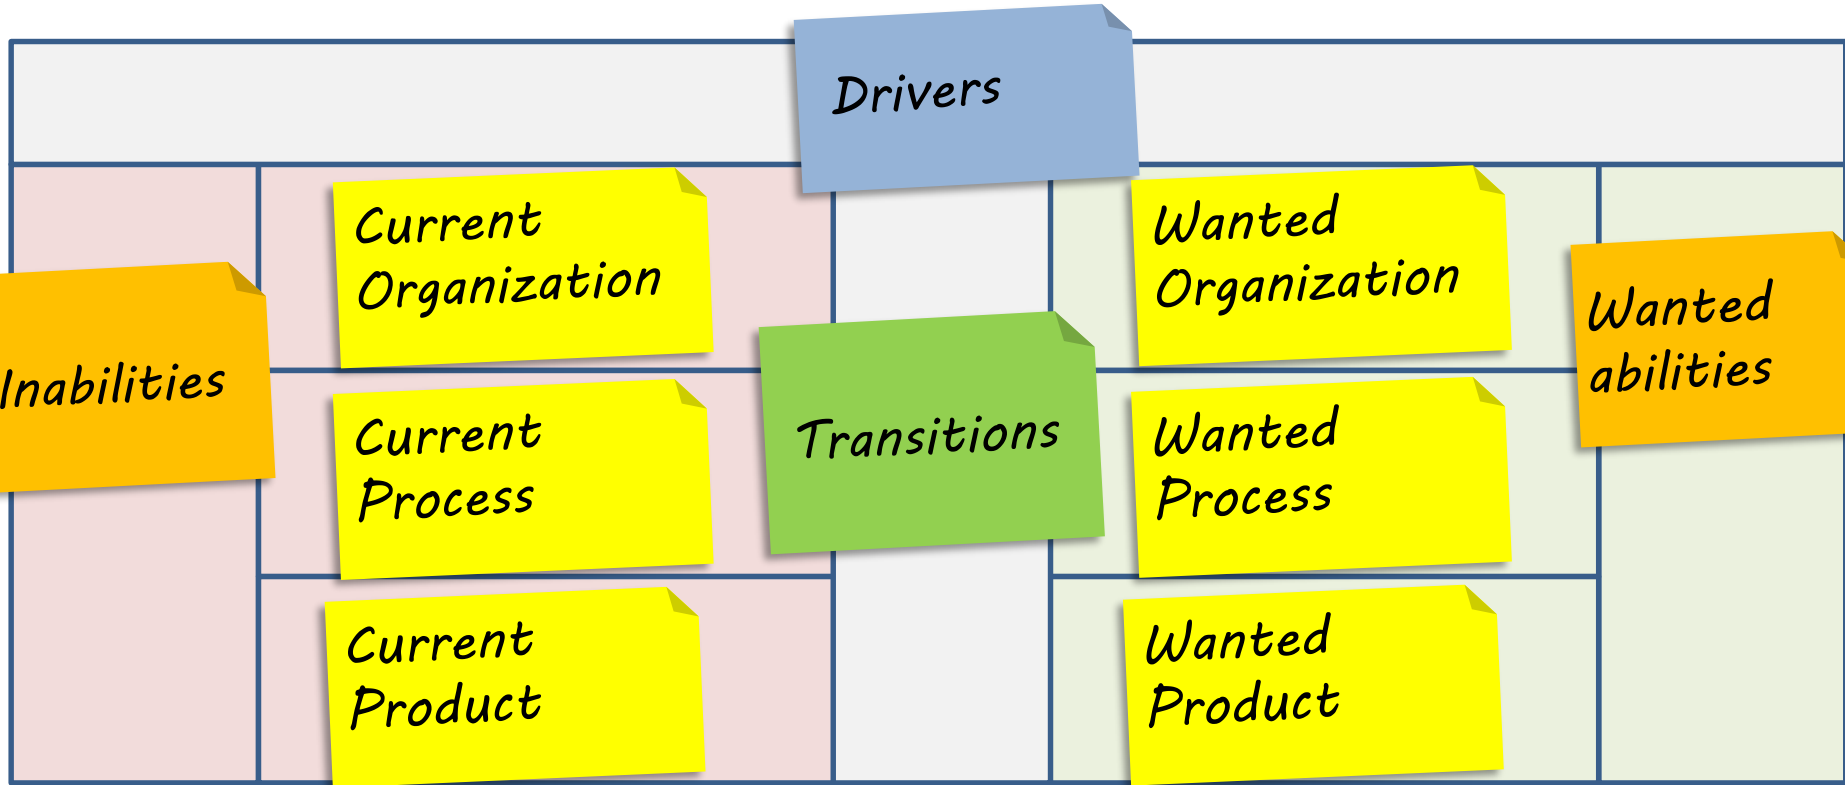 Drivers
Inabilities
Current
Organization
Current
Process
Current
Product
Transitions
Wanted
Organization
Wanted
Process
Wanted
Product
Wanted
abilities